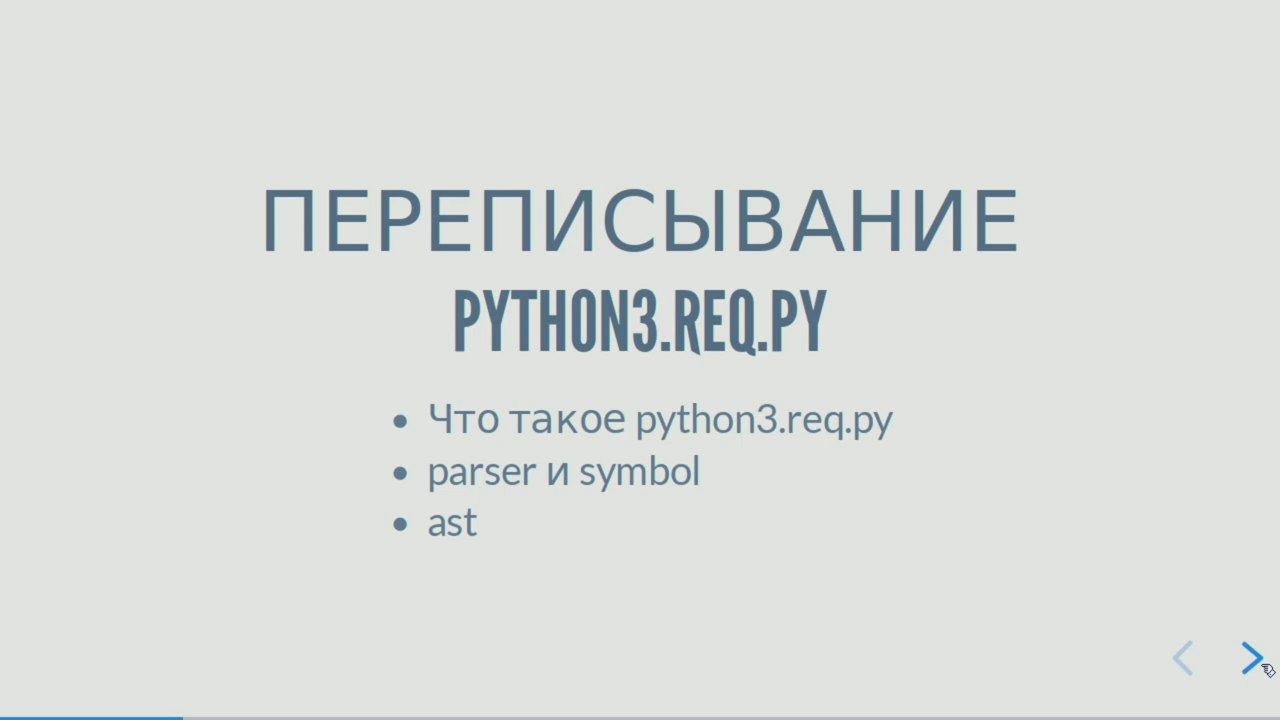 ПЕРЕПИСЫВАНИЕ
PYTHON3.REQ.PY
Что такое python3.req.py
parser и symbol
ast